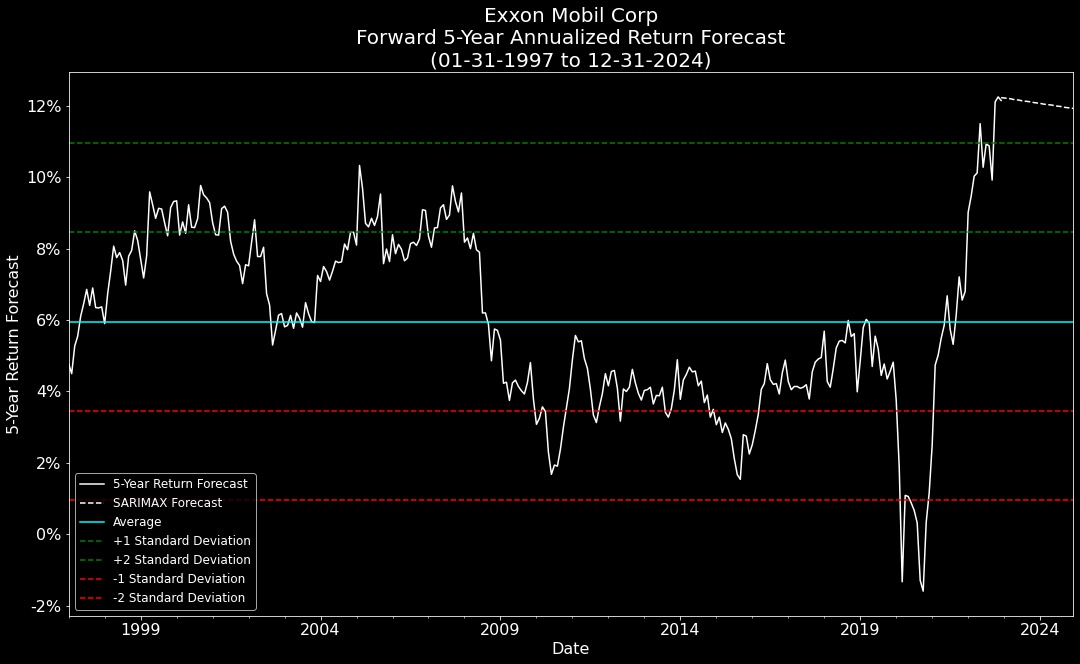 Exxon Mobil Corp
Forward 5-Year Annualized Return Forecast
(01-31-1997 to 12-31-2024)
12%
10%
8%
6%
4%
2%
0%
-2%
5-Year Return Forecast
5-Year Return Forecast
SARIMAX Forecast
Average
+1 Standard Deviation
+2 Standard Deviation
-1 Standard Deviation
-2 Standard Deviation
1999 2004 2009 2014 2019 2024
Date